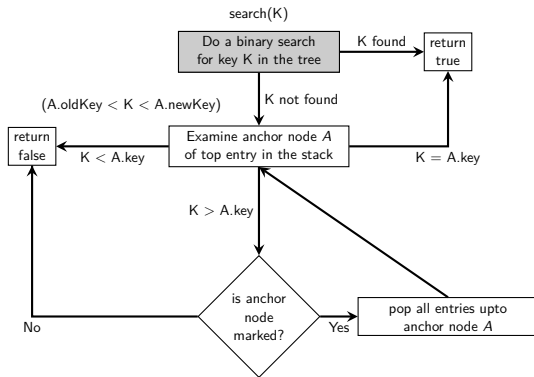 search(K)
Do a binary search
for key K in the tree
K found
return
true
K not found
(A.oldKey < K < A.newKey)
return
false
K < A.key
Examine anchor node A
of top entry in the stack
K = A.key
K > A.key
is anchor
node
marked?
No
Yes
pop all entries upto
anchor node A